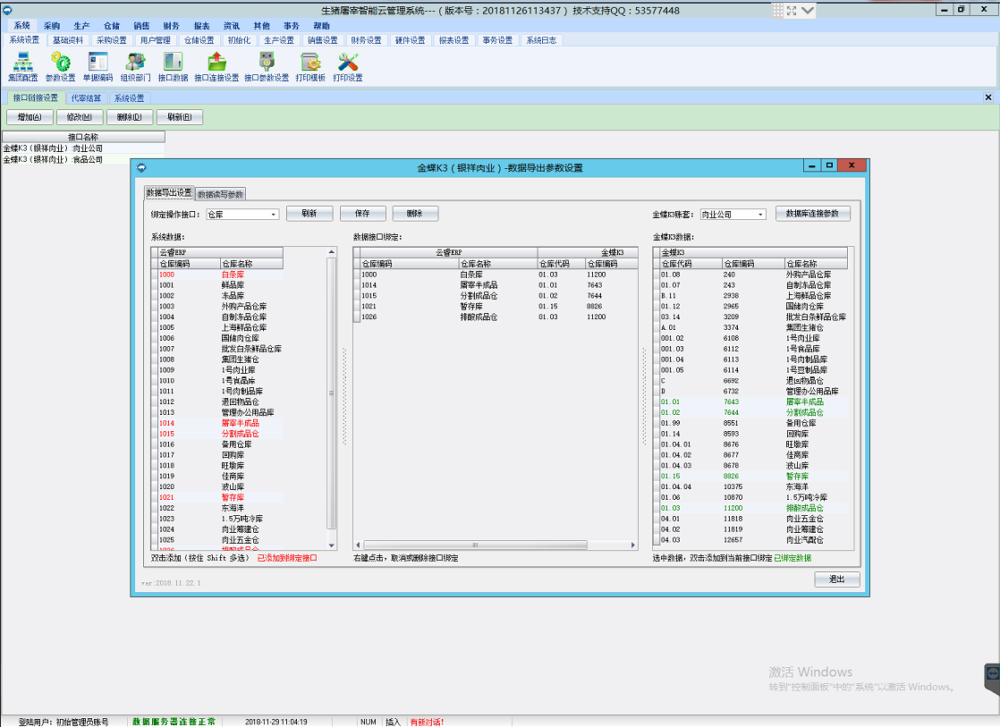 生猪屠宰智能云管理系统---（版本号：20181126113437）技术支持QQ：53577448
系统 采购 生产 仓储 销售 财务 报表 资讯 其他 事务 帮助
系统设置 基础资料 采购设置 用户管理 仓储设置 初始化 生产设置 销售设置 财务设置 硬件设置 报表设置 事务设置 系统日志
集团配置 参数设置 单据编码 组织部门 接口数据 接口连接设置 接口参数设置 打印模板 打印设置
接口链接设置 代宰结算 系统设置
增加(A) 修改(M) 删除(D) 刷新(R)
接口名称
金蝶K3（银祥肉业）:肉业公司
金蝶K3（银祥肉业）:食品公司
金蝶K3（银祥肉业）-数据导出参数设置
数据导出设置 数据读写参数
绑定操作接口: 仓库 刷新 保存 删除 金蝶K3账套: 肉业公司 数据库连接参数
系统数据:
云睿ERP
仓库编码 仓库名称
1000 白条库
1001 鲜品库
1002 冻品库
1003 外购产品仓库
1004 自制冻品仓库
1005 上海鲜品仓库
1006 国储肉仓库
1007 批发白条鲜品仓库
1008 集团生猪仓
1009 1号肉业库
1010 1号食品库
1011 1号肉制品库
1012 退回物品仓
1013 管理办公用品库
1014 屠宰半成品
1015 分割成品仓
1016 备用仓库
1017 回购库
1018 旺墩库
1019 佳商库
1020 波山库
1021 暂存库
1022 东海洋
1023 1.5万吨冷库
1024 肉业筹建仓
1025 肉业五金仓
1026 排酸成品仓
双击添加（按住 Shift 多选） 已添加到绑定接口
数据接口绑定:
云睿ERP 金蝶K3
仓库编码 仓库名称 仓库代码 仓库编码
1000 白条库 01.03 11200
1014 屠宰半成品 01.01 7643
1015 分割成品仓 01.02 7644
1021 暂存库 01.15 8826
1026 排酸成品仓 01.03 11200
右键点击，取消或删除接口绑定
金蝶K3数据:
金蝶K3
仓库代码 仓库编码 仓库名称
01.08 240 外购产品仓库
01.07 243 自制冻品仓库
B.11 2938 上海鲜品仓库
01.12 2965 国储肉仓库
03.14 3209 批发白条鲜品仓库
A.01 3374 集团生猪仓
001.02 6108 1号肉业库
001.03 6112 1号食品库
001.04 6113 1号肉制品库
001.05 6114 1号豆制品库
C 6692 退回物品仓
D 6732 管理办公用品库
01.01 7643 屠宰半成品
01.02 7644 分割成品仓
01.99 8551 备用仓库
01.14 8593 回购库
01.04.01 8676 旺墩库
01.04.02 8677 佳商库
01.04.03 8678 波山库
01.15 8826 暂存库
01.04.04 10375 东海洋
01.06 10870 1.5万吨冷库
01.03 11200 排酸成品仓
04.01 11818 肉业五金仓
04.02 11819 肉业筹建仓
04.03 12657 肉业汽配仓
选中数据，双击添加到当前接口绑定 已绑定数据
ver:2018.11.22.1
退出
激活 Windows
转到"控制面板"中的"系统"以激活 Windows。
登陆用户：初始管理员账号 数据服务器连接正常 2018-11-29 11:04:19 NUM 插入 有新对话!